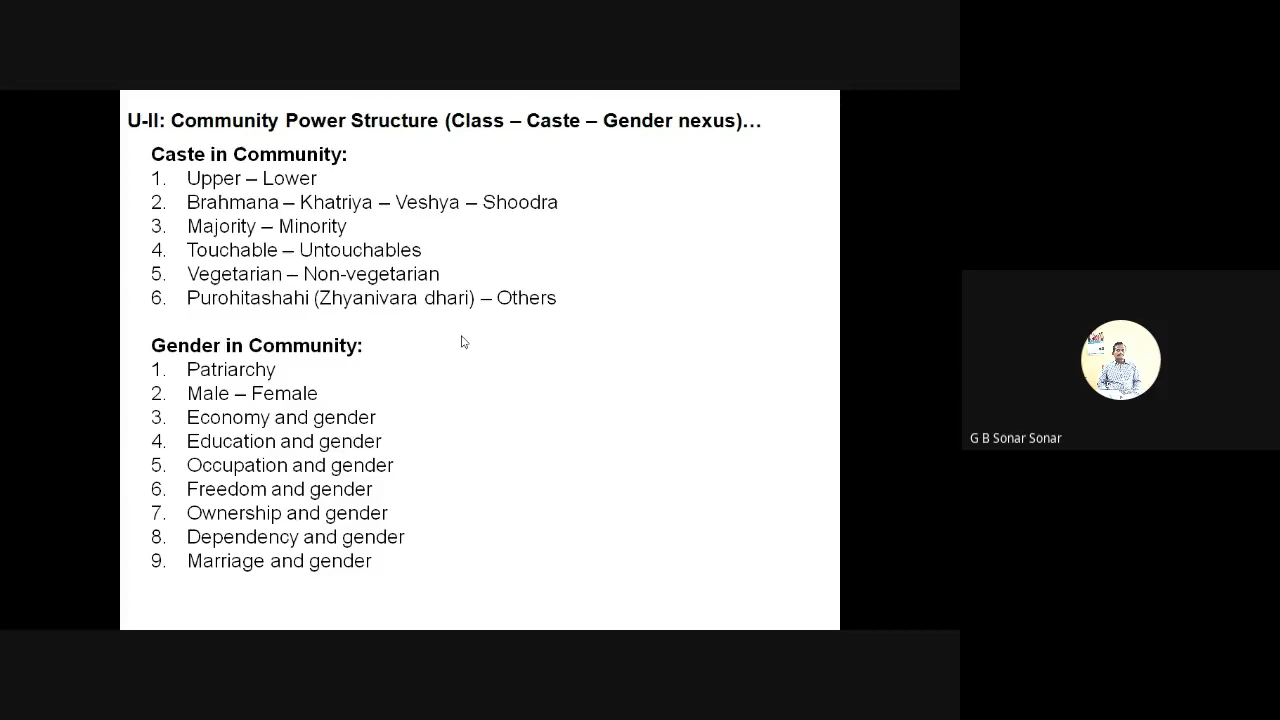 U-II: Community Power Structure (Class – Caste – Gender nexus)…
Caste in Community:
1. Upper – Lower
2. Brahmana – Khatriya – Veshya – Shoodra
3. Majority – Minority
4. Touchable – Untouchables
5. Vegetarian – Non-vegetarian
6. Purohitashahi (Zhyanivara dhari) – Others
Gender in Community:
1. Patriarchy
2. Male – Female
3. Economy and gender
4. Education and gender
5. Occupation and gender
6. Freedom and gender
7. Ownership and gender
8. Dependency and gender
9. Marriage and gender
G B Sonar Sonar